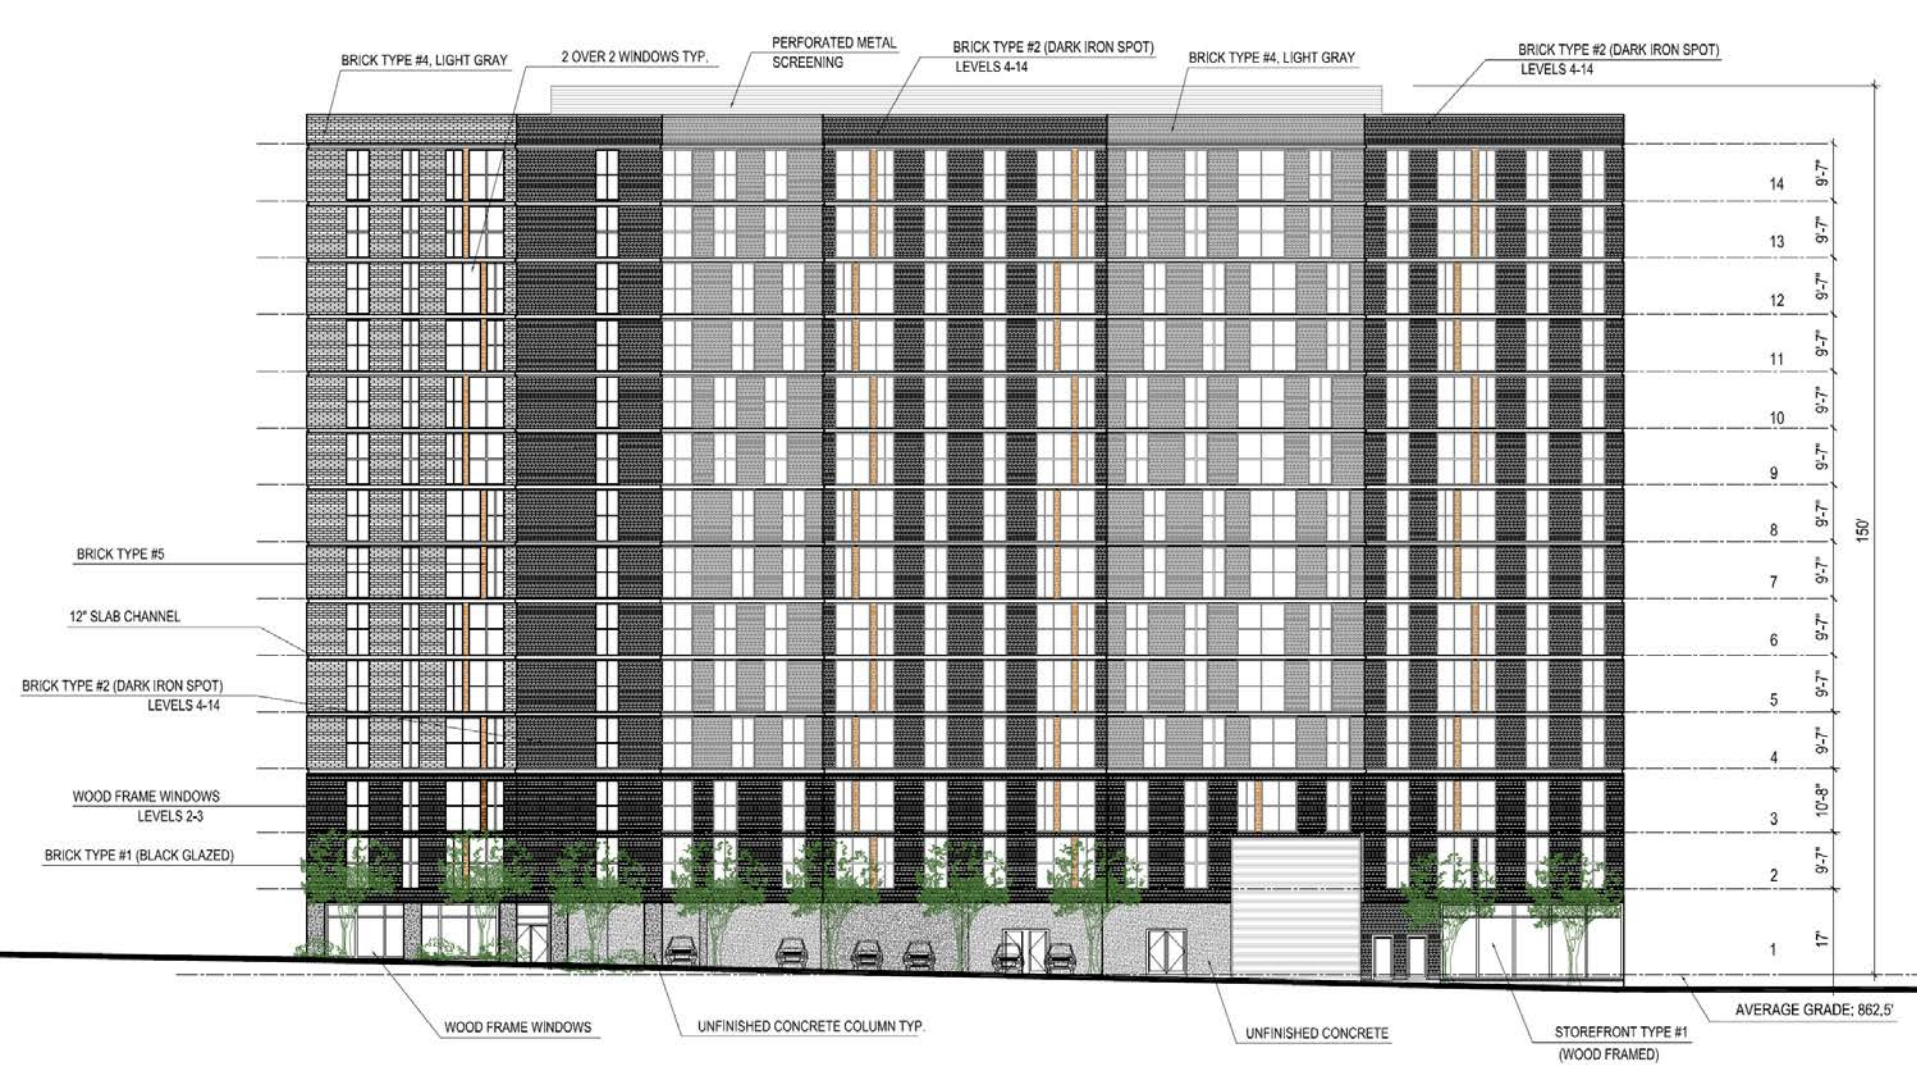 BRICK TYPE #4, LIGHT GRAY
2 OVER 2 WINDOWS TYP.
PERFORATED METAL
SCREENING
BRICK TYPE #2 (DARK IRON SPOT)
LEVELS 4-14
BRICK TYPE #4, LIGHT GRAY
BRICK TYPE #2 (DARK IRON SPOT)
LEVELS 4-14
14 9'-7"
13 9'-7"
12 9'-7"
11 9'-7"
10 9'-7"
9 9'-7"
8 9'-7"
150'
BRICK TYPE #5
7 9'-7"
12" SLAB CHANNEL
6 9'-7"
BRICK TYPE #2 (DARK IRON SPOT)
LEVELS 4-14
5 9'-7"
4 9'-7"
WOOD FRAME WINDOWS
LEVELS 2-3
3 10'-8"
BRICK TYPE #1 (BLACK GLAZED)
2 9'-7"
1 17'
AVERAGE GRADE; 862.5'
WOOD FRAME WINDOWS
UNFINISHED CONCRETE COLUMN TYP.
UNFINISHED CONCRETE
STOREFRONT TYPE #1
(WOOD FRAMED)